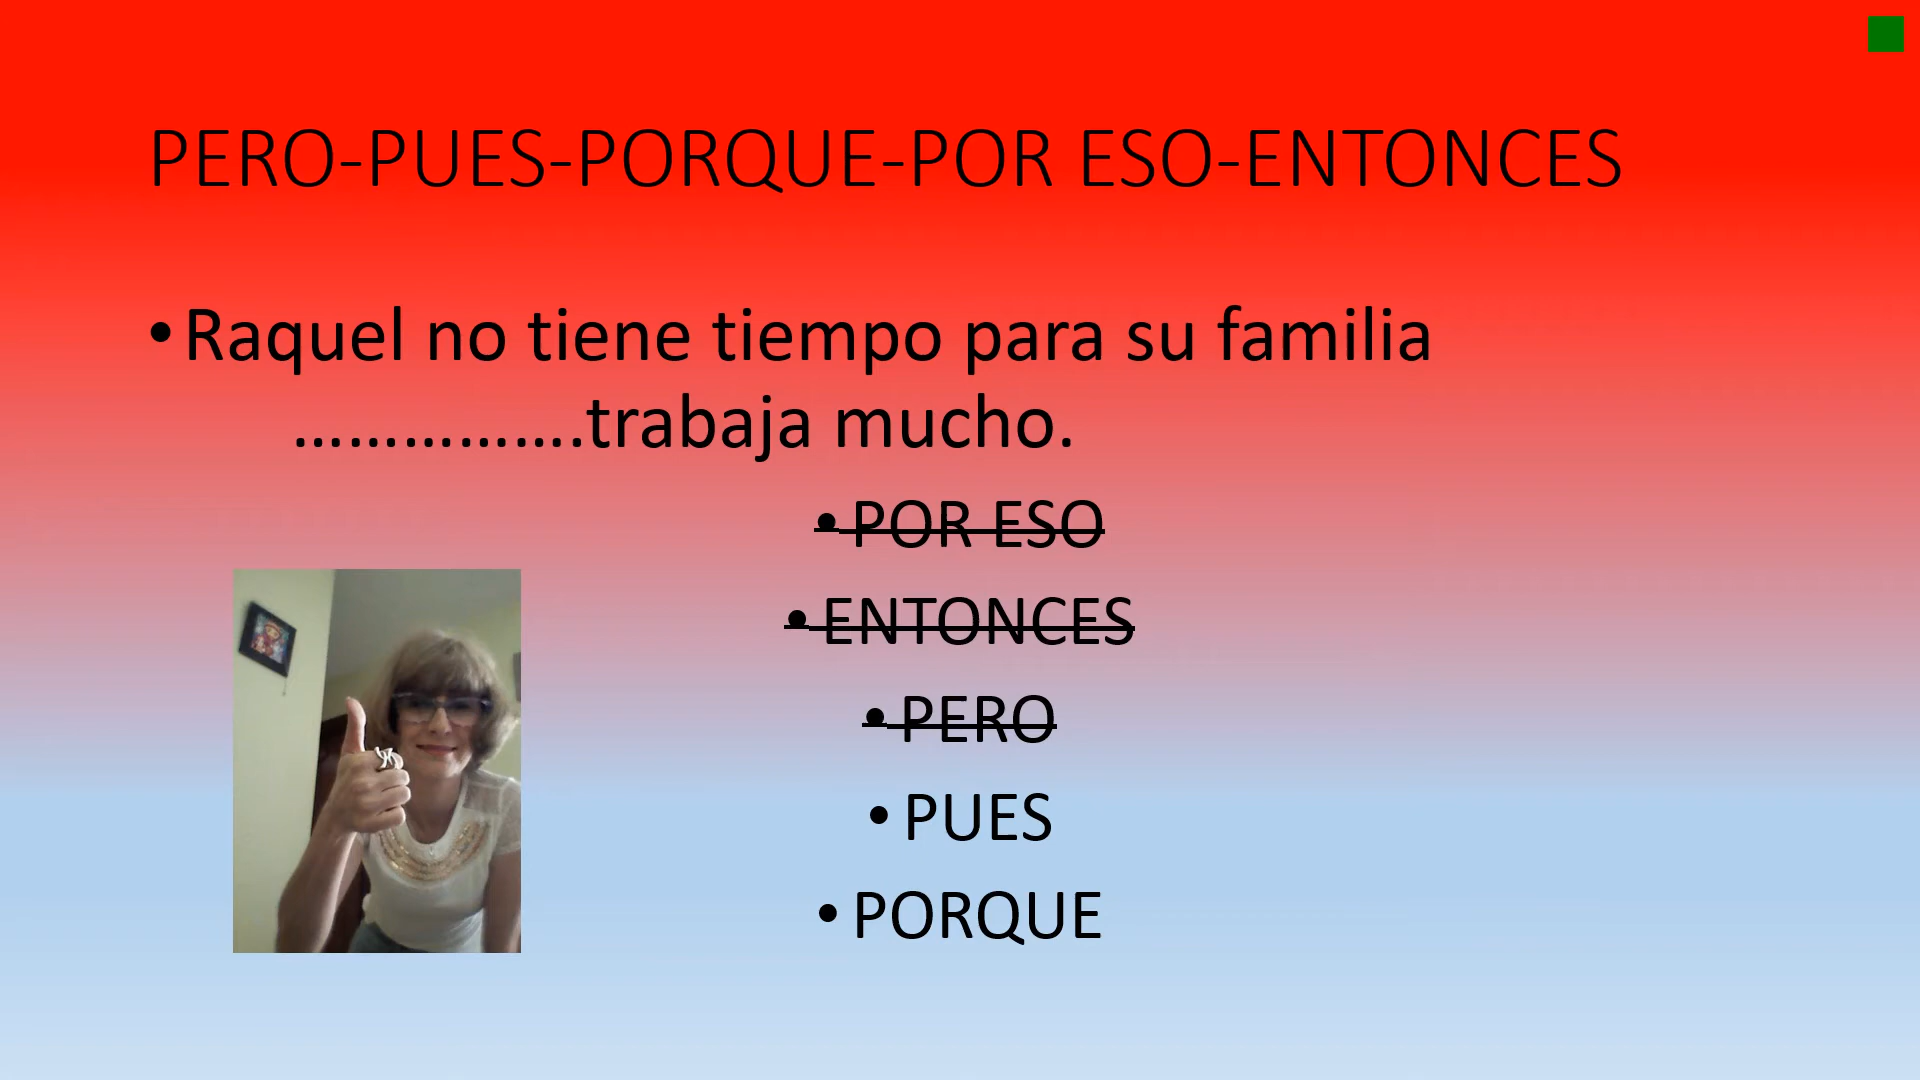 PERO-PUES-PORQUE-POR ESO-ENTONCES
• Raquel no tiene tiempo para su familia
…………….trabaja mucho.
• POR ESO
• ENTONCES
• PERO
• PUES
• PORQUE